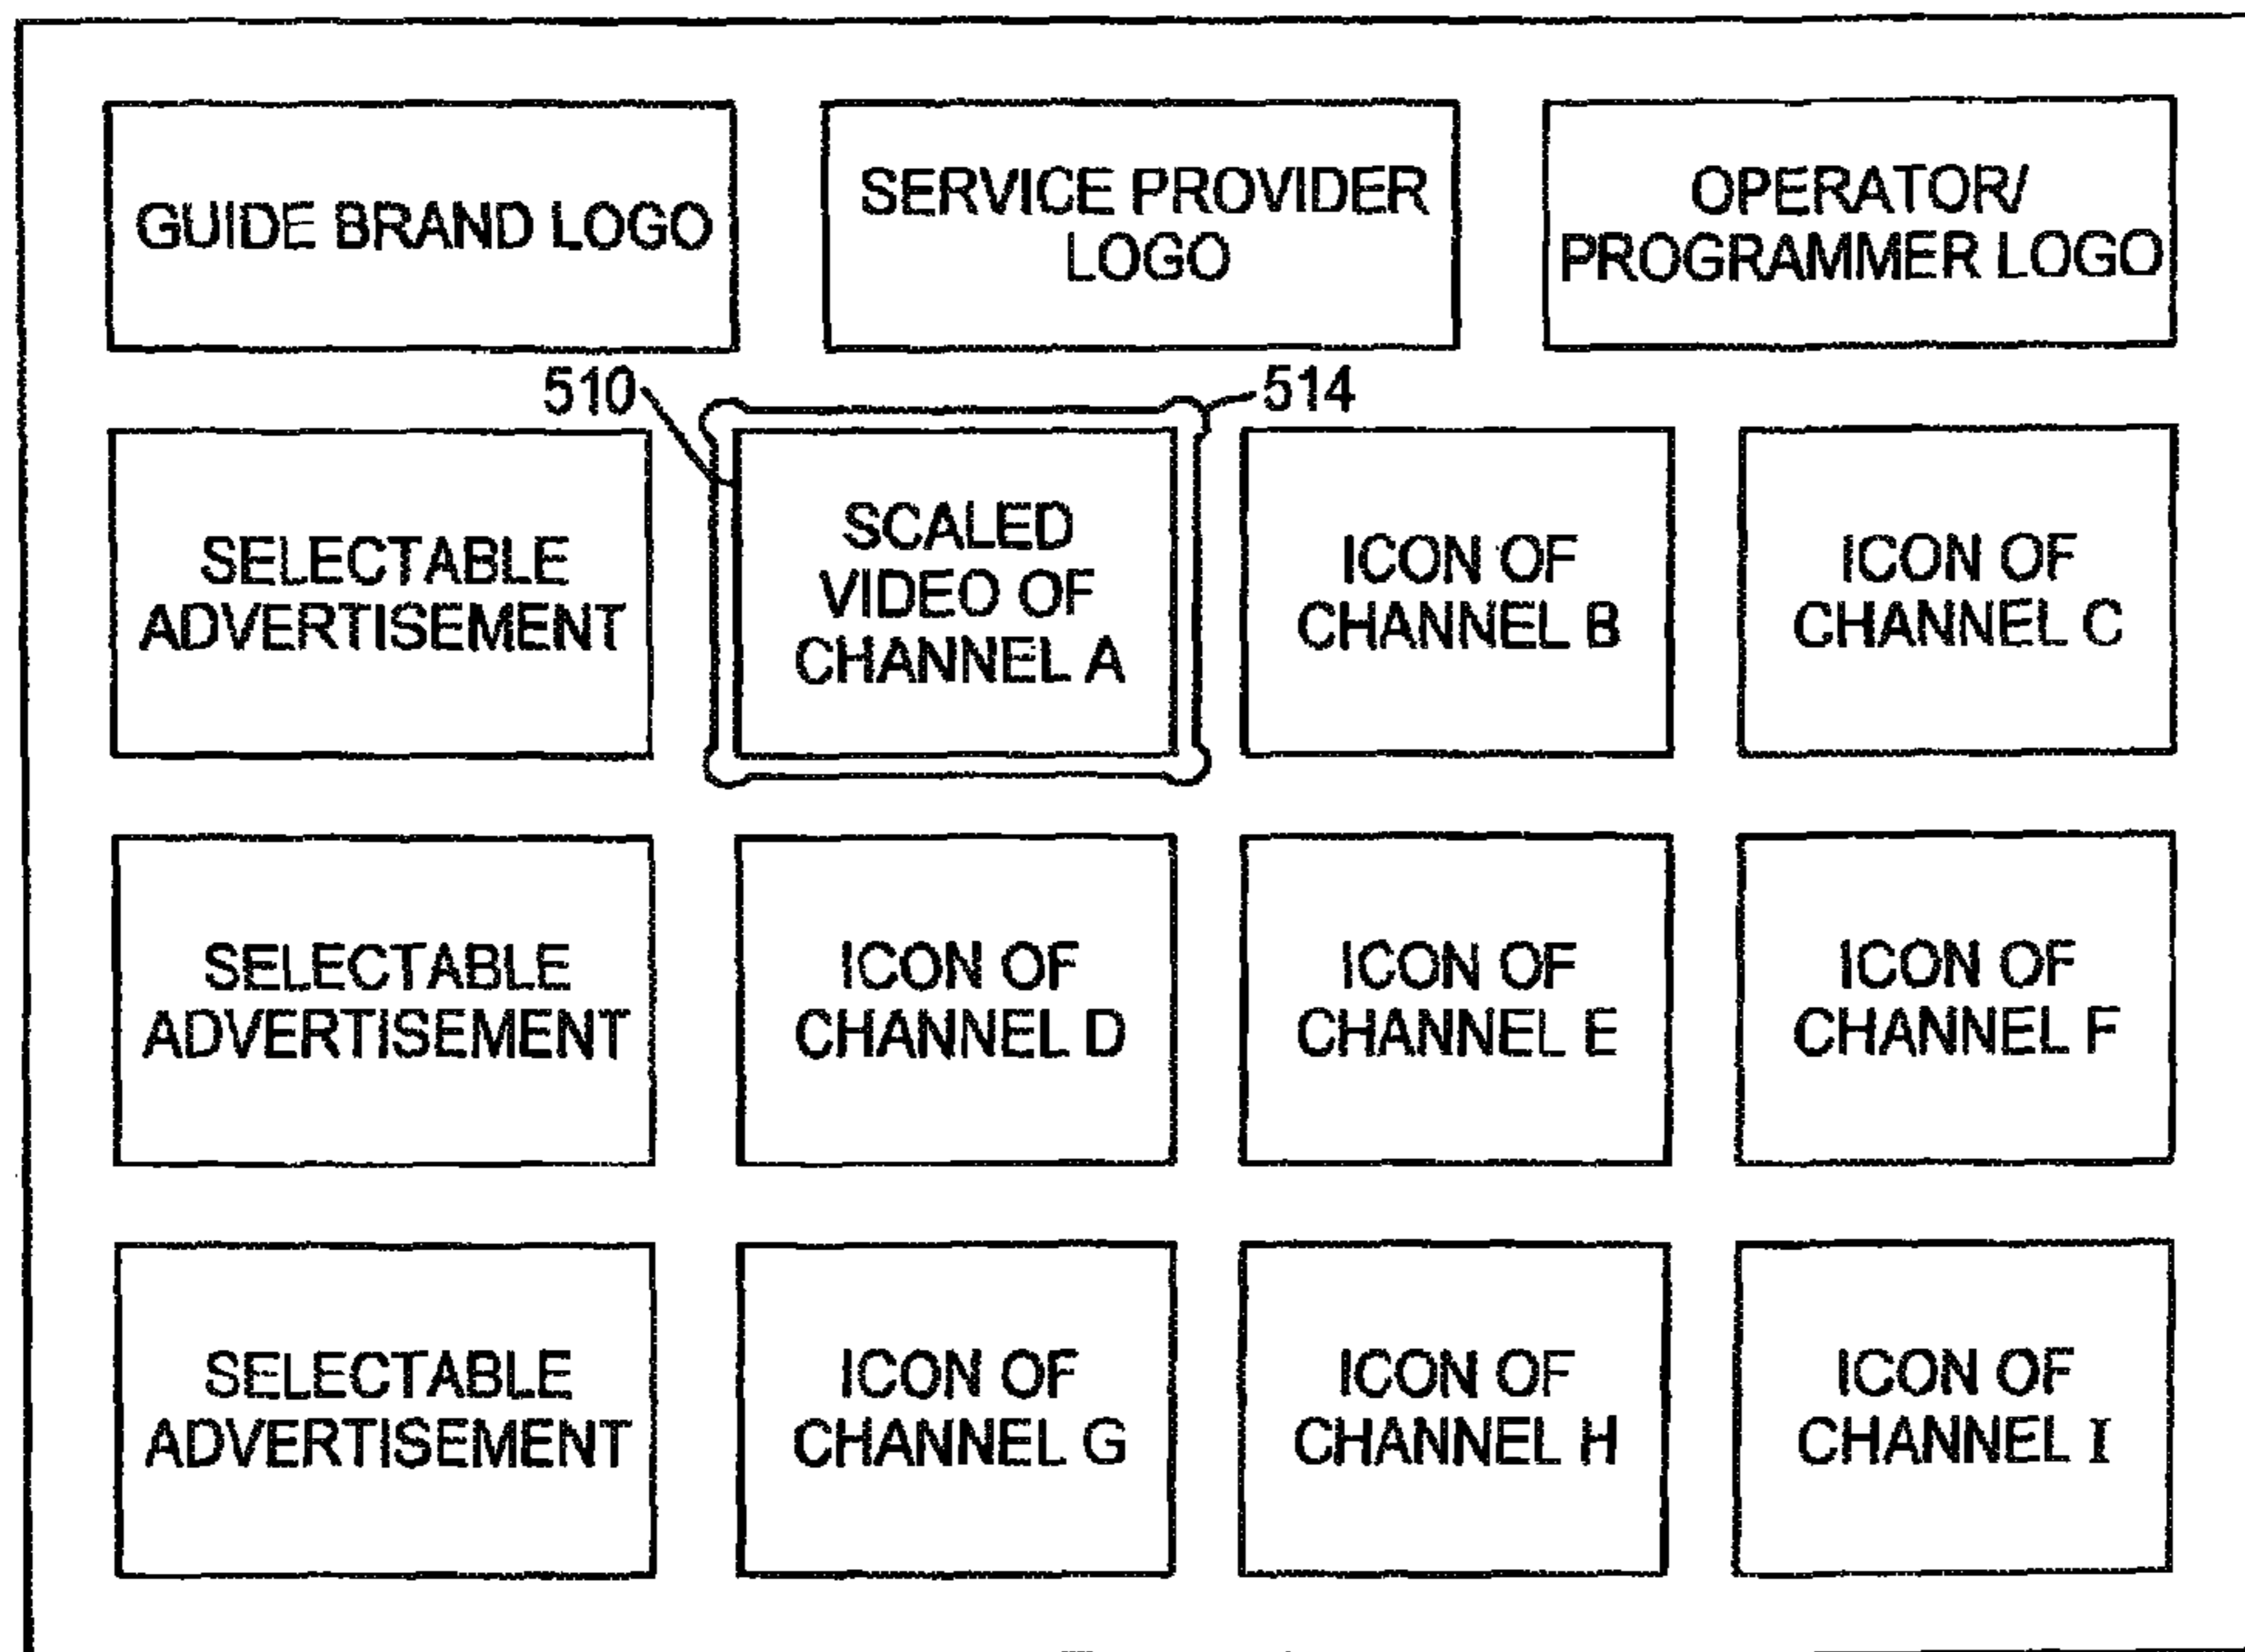 GUIDE BRAND LOGO
SERVICE PROVIDER
LOGO
OPERATOR/
PROGRAMMER LOGO
510
514
SELECTABLE
ADVERTISEMENT
SCALED
VIDEO OF
CHANNEL A
ICON OF
CHANNEL B
ICON OF
CHANNEL C
SELECTABLE
ADVERTISEMENT
ICON OF
CHANNEL D
ICON OF
CHANNEL E
ICON OF
CHANNEL F
SELECTABLE
ADVERTISEMENT
ICON OF
CHANNEL G
ICON OF
CHANNEL H
ICON OF
CHANNEL I